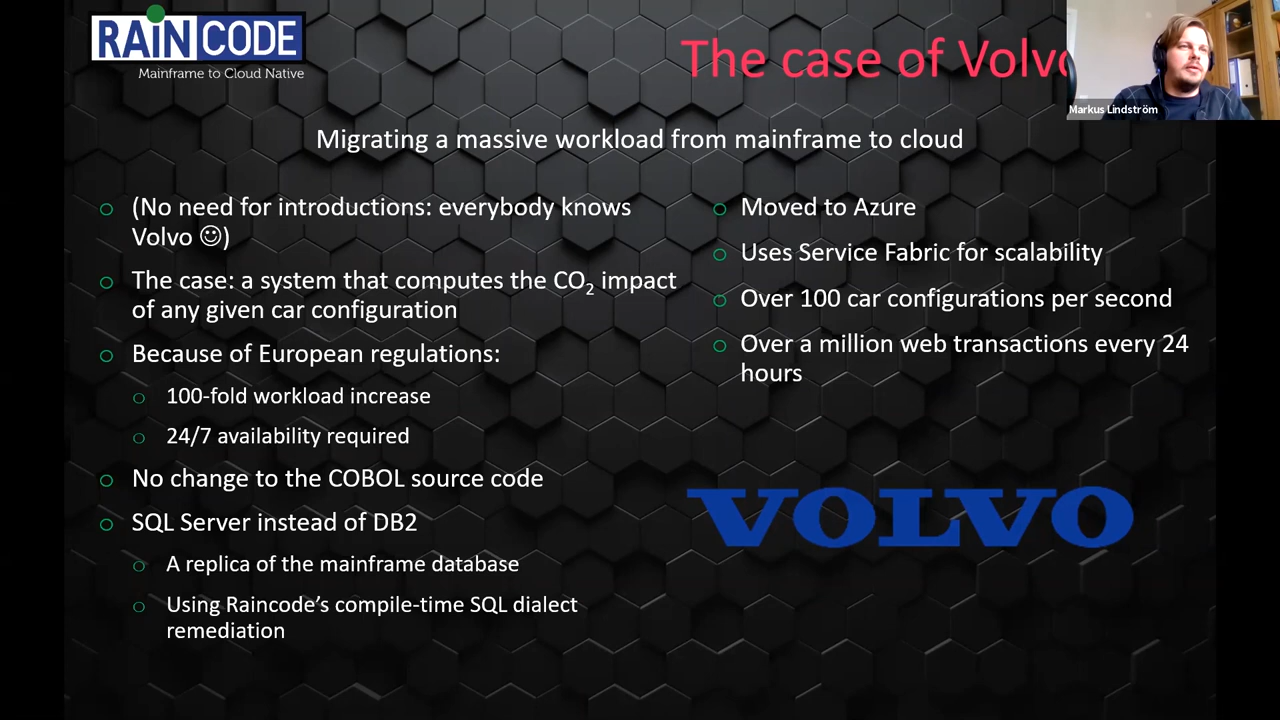 RAINCODE
Mainframe to Cloud Native
The case of Volvo
Markus Lindström
Migrating a massive workload from mainframe to cloud
(No need for introductions: everybody knows
Volvo ☺)
The case: a system that computes the CO₂ impact
of any given car configuration
Because of European regulations:
100-fold workload increase
24/7 availability required
No change to the COBOL source code
SQL Server instead of DB2
A replica of the mainframe database
Using Raincode’s compile-time SQL dialect
remediation
Moved to Azure
Uses Service Fabric for scalability
Over 100 car configurations per second
Over a million web transactions every 24
hours
VOLVO